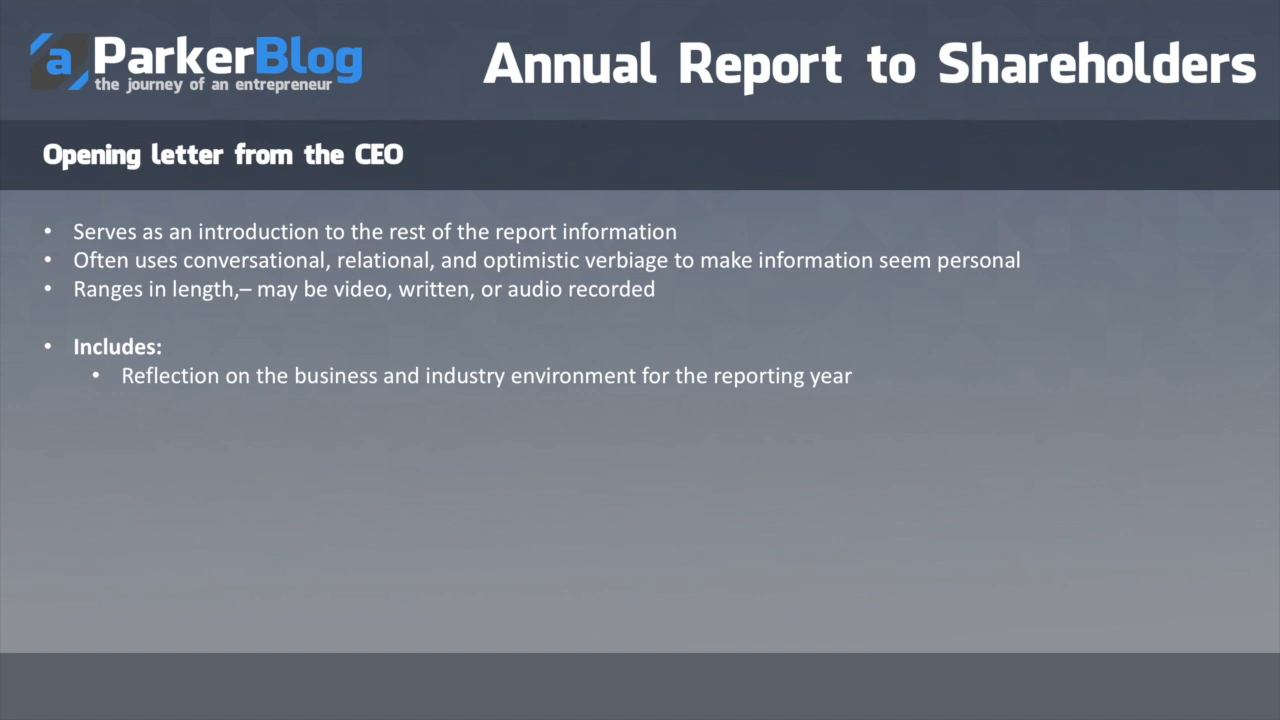 a ParkerBlog
the journey of an entrepreneur
Annual Report to Shareholders
Opening letter from the CEO
• Serves as an introduction to the rest of the report information
• Often uses conversational, relational, and optimistic verbiage to make information seem personal
• Ranges in length,– may be video, written, or audio recorded
• Includes:
• Reflection on the business and industry environment for the reporting year